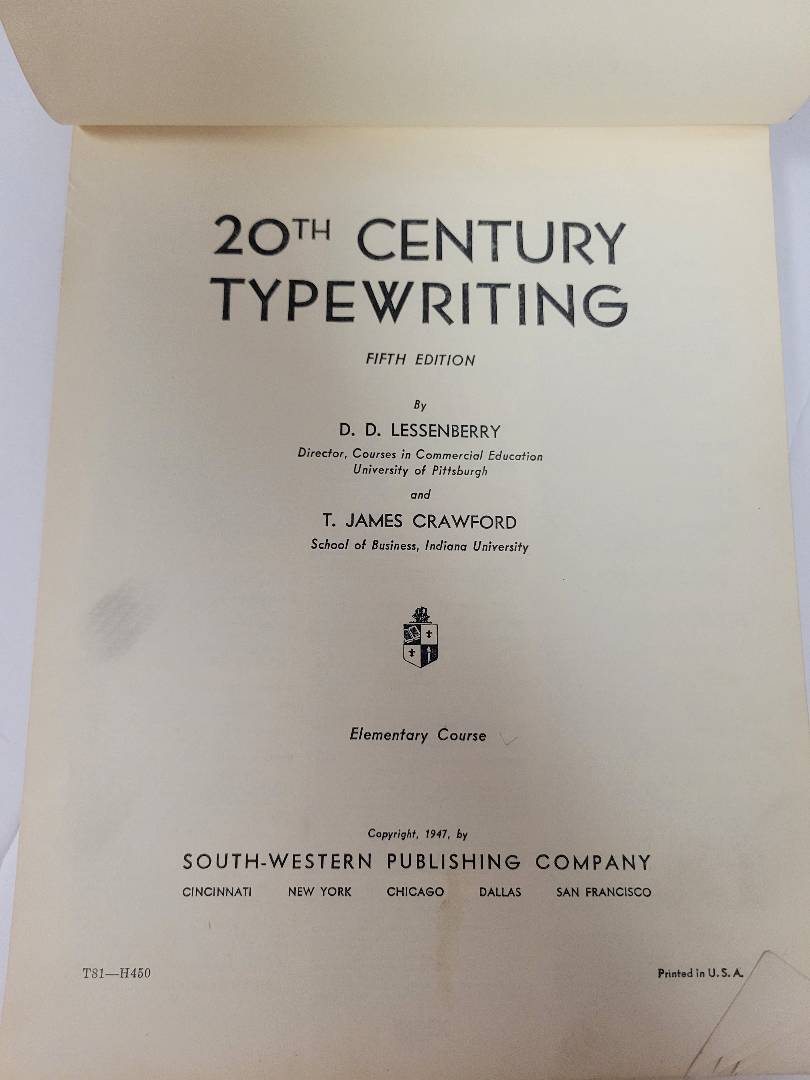 20TH CENTURY
TYPEWRITING
FIFTH EDITION
By
D. D. LESSENBERRY
Director, Courses in Commercial Education
University of Pittsburgh
and
T. JAMES CRAWFORD
School of Business, Indiana University
Elementary Course
Copyright, 1947, by
SOUTH-WESTERN PUBLISHING COMPANY
CINCINNATI NEW YORK CHICAGO DALLAS SAN FRANCISCO
T81—H450 Printed in U. S. A.